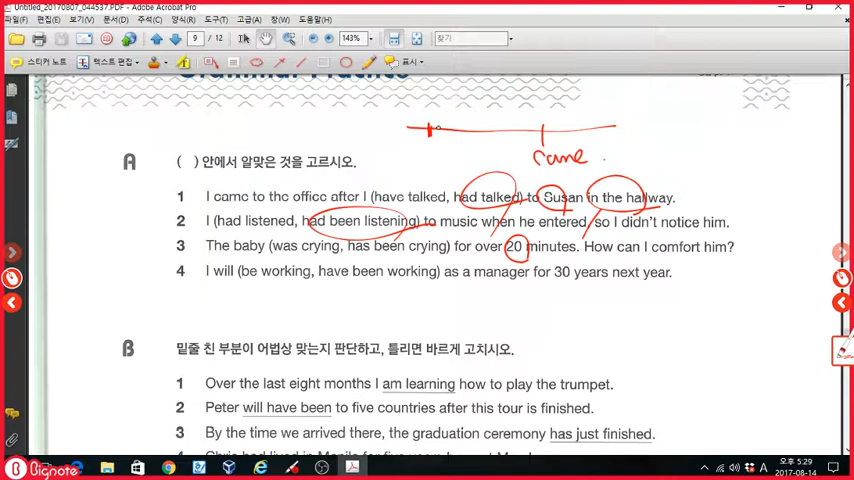 Untitled_20170807_044537.PDF - Adobe Acrobat Pro
파일(F) 편집(E) 보기(V) 문서(D) 주석(C) 양식(R) 도구(T) 고급(A) 창(W) 도움말(H)
9 / 12 143% 찾기
스티커 노트 텍스트 편집 표시
Grammar Practice
came
A ( ) 안에서 알맞은 것을 고르시오.
1 I came to the office after I (have talked, had talked) to Susan in the hallway.
2 I (had listened, had been listening) to music when he entered, so I didn't notice him.
3 The baby (was crying, has been crying) for over 20 minutes. How can I comfort him?
4 I will (be working, have been working) as a manager for 30 years next year.
B 밑줄 친 부분이 어법상 맞는지 판단하고, 틀리면 바르게 고치시오.
1 Over the last eight months I am learning how to play the trumpet.
2 Peter will have been to five countries after this tour is finished.
3 By the time we arrived there, the graduation ceremony has just finished.
Bignote
A 오후 5:29
2017-08-14